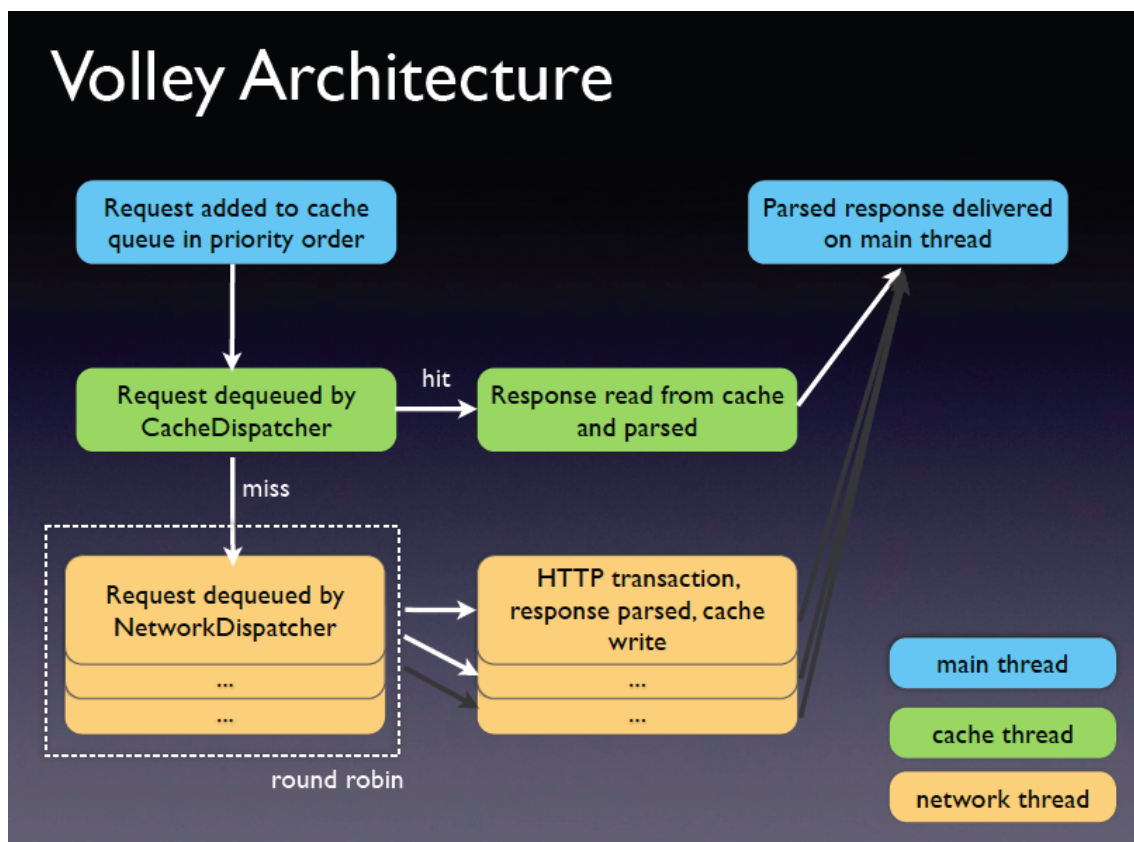 Volley Architecture
Request added to cache
queue in priority order
Parsed response delivered
on main thread
Request dequeued by
CacheDispatcher
hit
Response read from cache
and parsed
miss
Request dequeued by
NetworkDispatcher
...
...
HTTP transaction,
response parsed, cache
write
...
...
round robin
main thread
cache thread
network thread